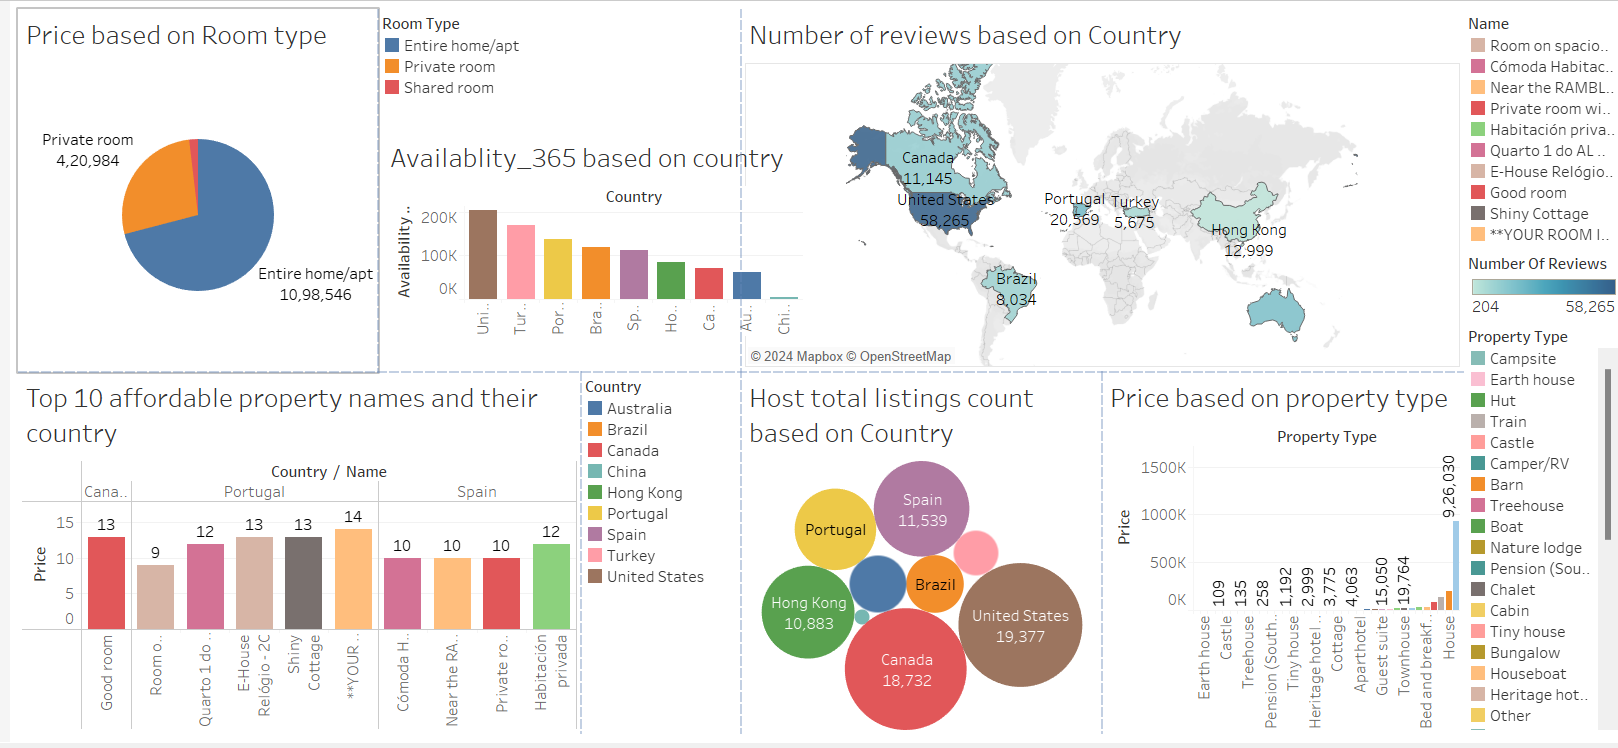 Price based on Room type
Private room
4,20,984
Entire home/apt
10,98,546
Room Type
Entire home/apt
Private room
Shared room
Availablity_365 based on country
Country
Availability ..
200K
100K
0K
Uni..
Tur..
Por..
Bra..
Sp..
Ho..
Ca..
Au..
Chi..
Number of reviews based on Country
Canada
11,145
United States
58,265
Portugal
20,569
Turkey
5,675
Hong Kong
12,999
Brazil
8,034
© 2024 Mapbox © OpenStreetMap
Name
Room on spacio..
Cómoda Habitac..
Near the RAMBL..
Private room wi..
Habitación priva..
Quarto 1 do AL ..
E-House Relógio..
Good room
Shiny Cottage
**YOUR ROOM I..
Number Of Reviews
204 58,265
Property Type
Campsite
Earth house
Hut
Train
Castle
Camper/RV
Barn
Treehouse
Boat
Nature lodge
Pension (Sou..
Chalet
Cabin
Tiny house
Bungalow
Houseboat
Heritage hot..
Other
Top 10 affordable property names and their
country
Country / Name
Cana..
Portugal
Spain
Price
15
10
5
0
13
9
12
13
13
14
10
10
10
12
Good room
Room o..
Quarto 1 do ..
E-House
Relógio - 2C
Shiny
Cottage
**YOUR ..
Cómoda H..
Near the RA..
Private ro..
Habitación
privada
Country
Australia
Brazil
Canada
China
Hong Kong
Portugal
Spain
Turkey
United States
Host total listings count
based on Country
Spain
11,539
Portugal
Brazil
Hong Kong
10,883
United States
19,377
Canada
18,732
Price based on property type
Property Type
Price
1500K
1000K
500K
0K
109
135
258
1,192
2,999
3,775
4,063
15,050
19,764
9,26,030
Earth house
Castle
Treehouse
Pension (South..
Tiny house
Heritage hotel ..
Cottage
Aparthotel
Guest suite
Townhouse
Bed and breakf..
House